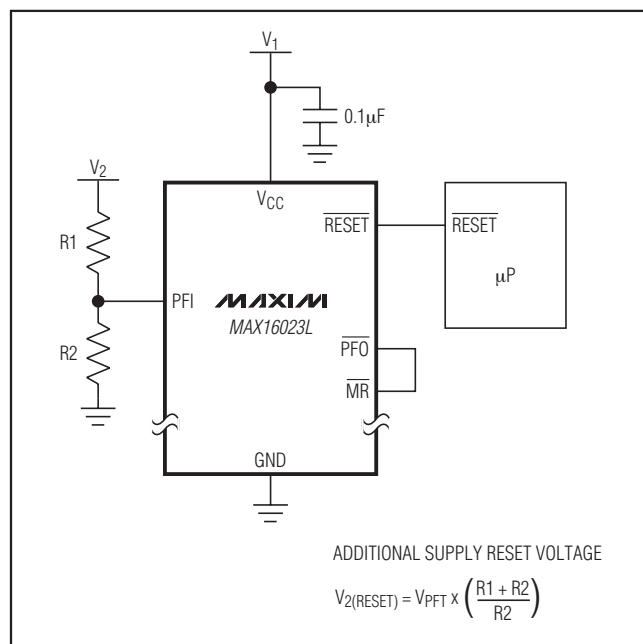 V1
0.1µF
V2
VCC
RESET
RESET
R1
µP
PFI
MAXIM
MAX16023L
R2
PFO
MR
GND
ADDITIONAL SUPPLY RESET VOLTAGE
V2(RESET) = VPFT x (R1 + R2 / R2)